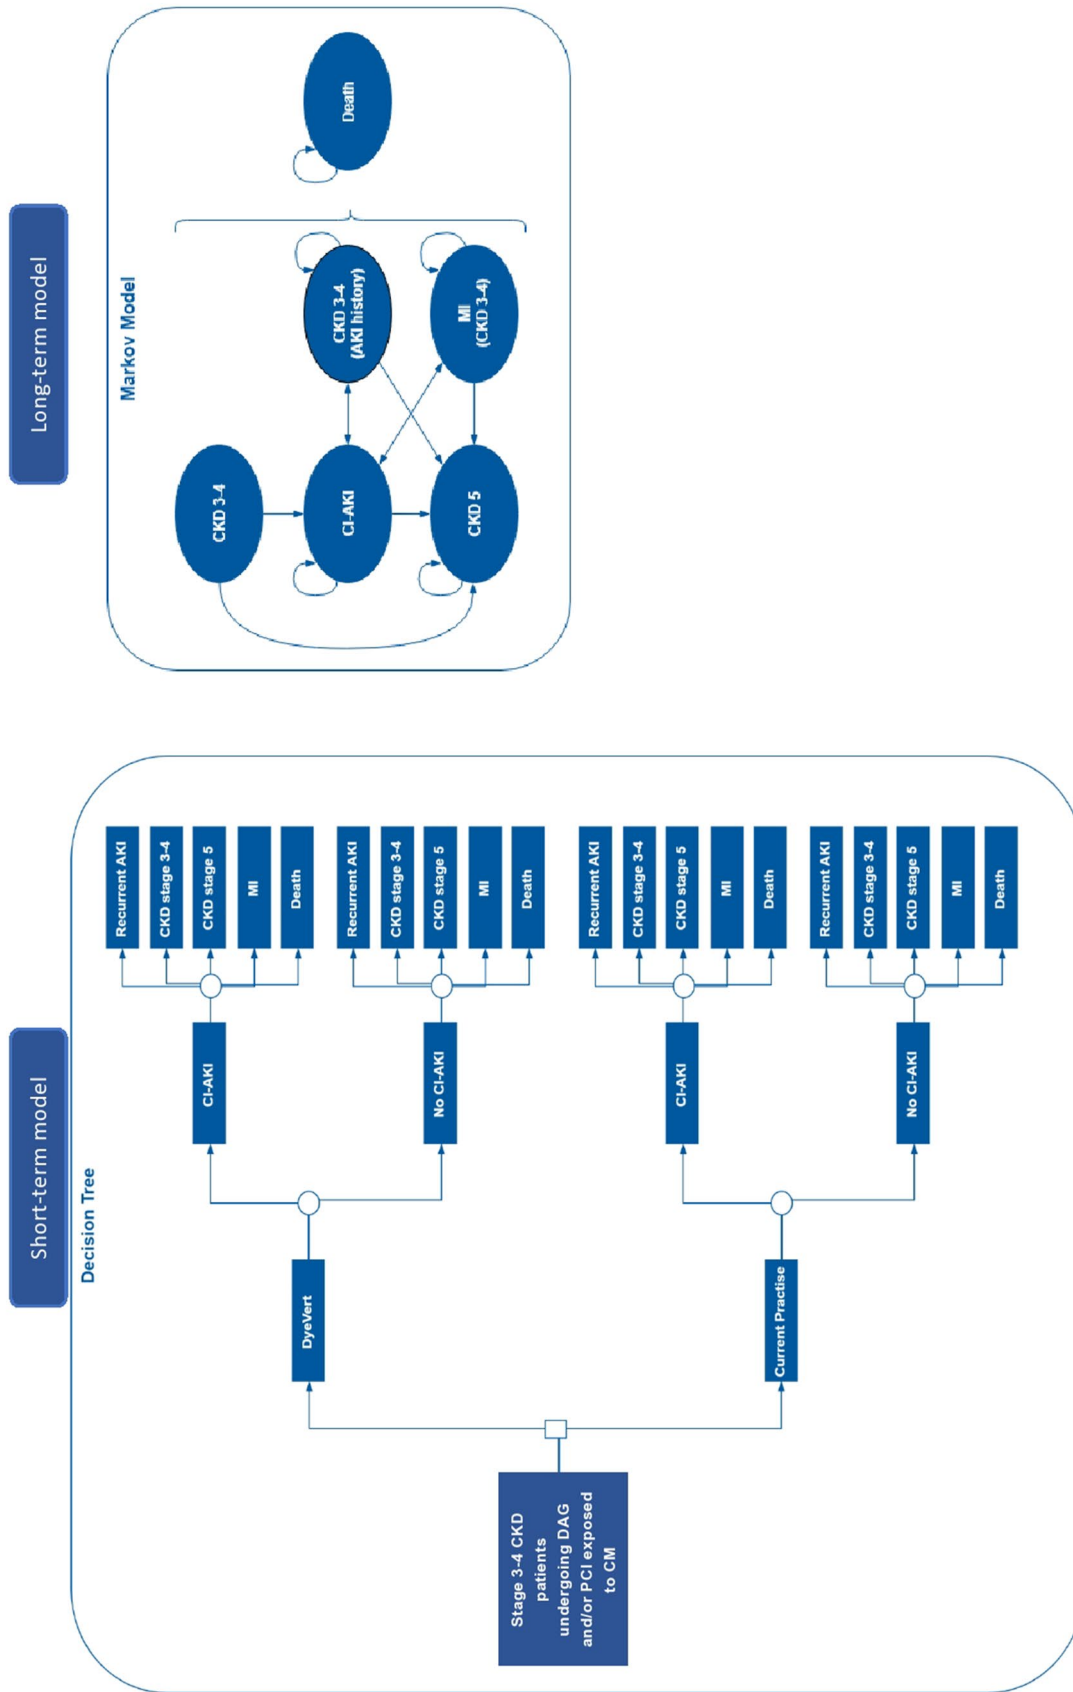 Short-term model
Decision Tree
Stage 3-4 CKD
patients
undergoing DAG
and/or PCI exposed
to CM
DyeVert
Current Practise
CI-AKI
No CI-AKI
CI-AKI
No CI-AKI
Recurrent AKI
CKD stage 3-4
CKD stage 5
MI
Death
Recurrent AKI
CKD stage 3-4
CKD stage 5
MI
Death
Recurrent AKI
CKD stage 3-4
CKD stage 5
MI
Death
Recurrent AKI
CKD stage 3-4
CKD stage 5
MI
Death
Long-term model
Markov Model
CKD 3-4
CI-AKI
CKD 5
CKD 3-4
(AKI history)
MI
(CKD 3-4)
Death